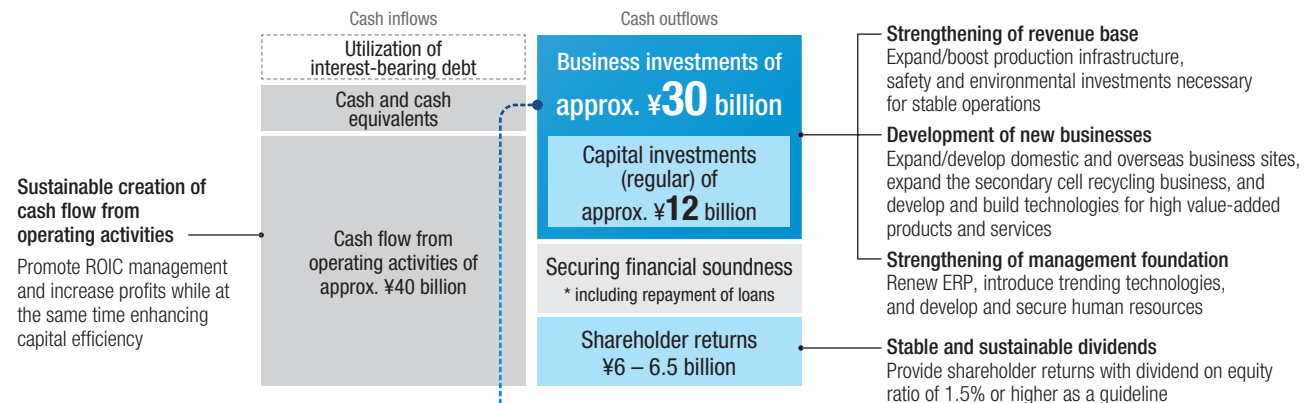 Cash inflows
Utilization of
interest-bearing debt
Cash and cash
equivalents
Cash flow from
operating activities of
approx. ¥40 billion
Sustainable creation of
cash flow from
operating activities
Promote ROIC management
and increase profits while at
the same time enhancing
capital efficiency
Cash outflows
Business investments of
approx. ¥30 billion
Capital investments
(regular) of
approx. ¥12 billion
Securing financial soundness
* including repayment of loans
Shareholder returns
¥6 – 6.5 billion
Strengthening of revenue base
Expand/boost production infrastructure,
safety and environmental investments necessary
for stable operations
Development of new businesses
Expand/develop domestic and overseas business sites,
expand the secondary cell recycling business, and
develop and build technologies for high value-added
products and services
Strengthening of management foundation
Renew ERP, introduce trending technologies,
and develop and secure human resources
Stable and sustainable dividends
Provide shareholder returns with dividend on equity
ratio of 1.5% or higher as a guideline